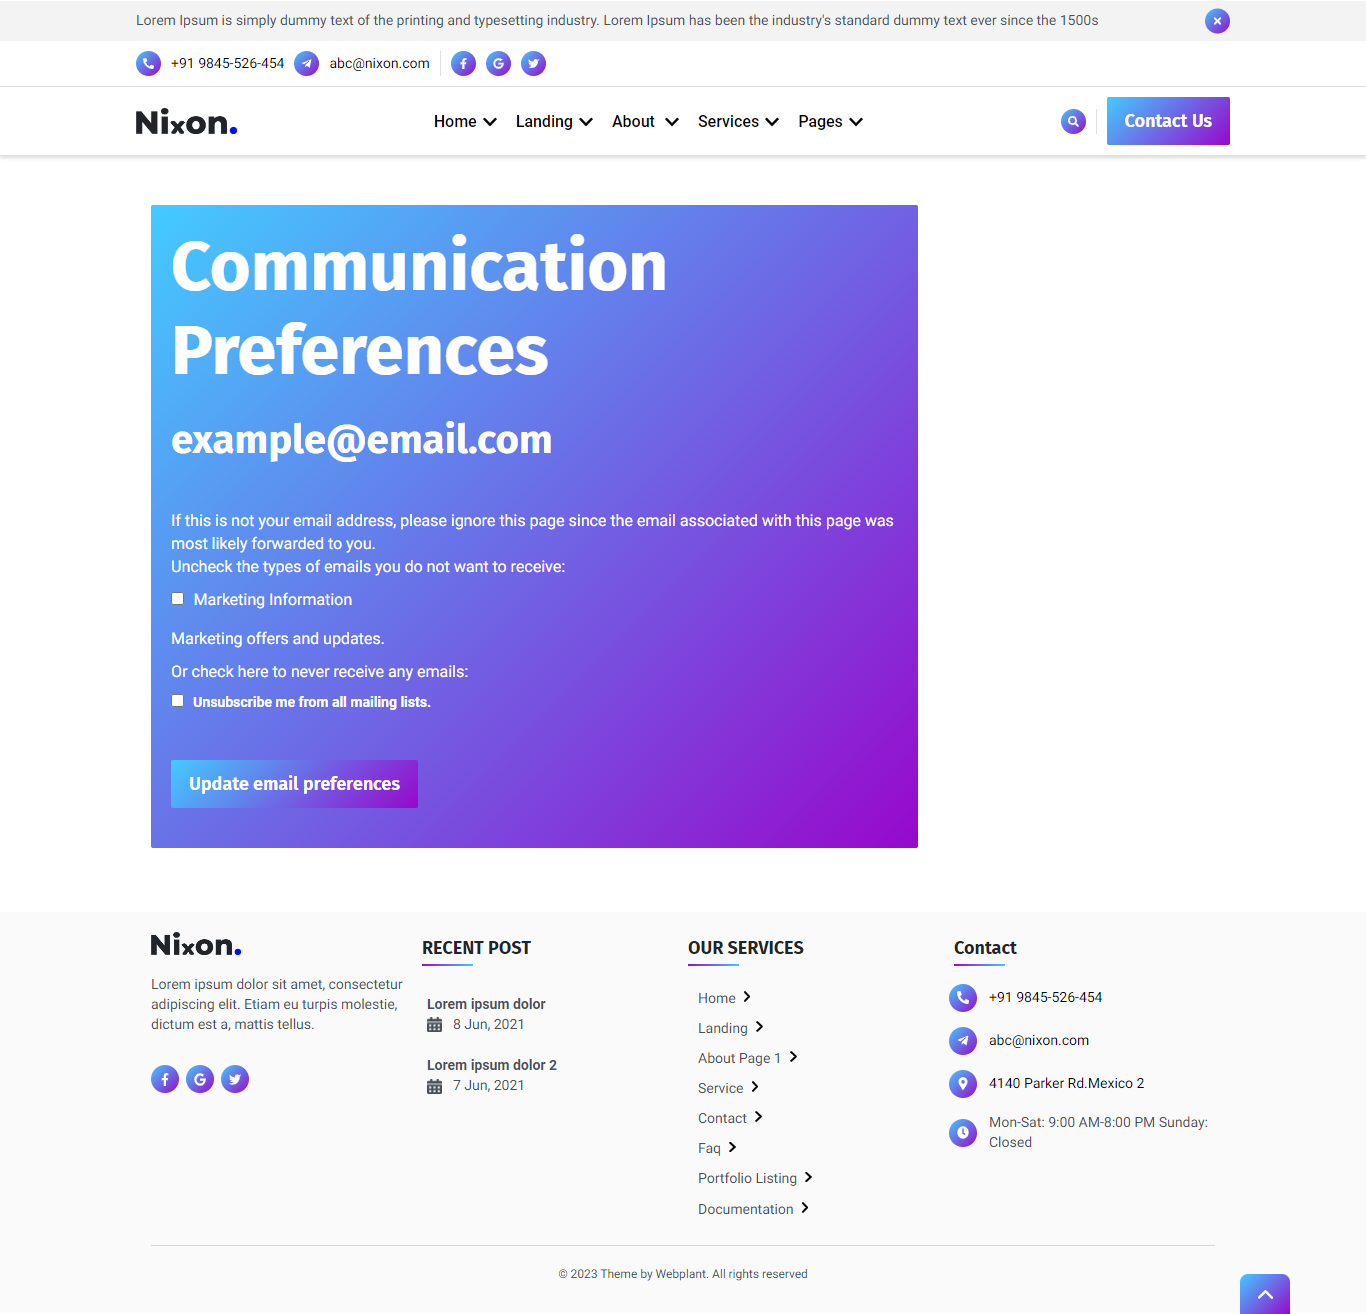 Lorem Ipsum is simply dummy text of the printing and typesetting industry. Lorem Ipsum has been the industry's standard dummy text ever since the 1500s
+91 9845-526-454 abc@nixon.com
Nixon. Home Landing About Services Pages Contact Us
Communication
Preferences
example@email.com
If this is not your email address, please ignore this page since the email associated with this page was
most likely forwarded to you.
Uncheck the types of emails you do not want to receive:
Marketing Information
Marketing offers and updates.
Or check here to never receive any emails:
Unsubscribe me from all mailing lists.
Update email preferences
Nixon.
Lorem ipsum dolor sit amet, consectetur
adipiscing elit. Etiam eu turpis molestie,
dictum est a, mattis tellus.
RECENT POST
Lorem ipsum dolor
8 Jun, 2021
Lorem ipsum dolor 2
7 Jun, 2021
OUR SERVICES
Home
Landing
About Page 1
Service
Contact
Faq
Portfolio Listing
Documentation
Contact
+91 9845-526-454
abc@nixon.com
4140 Parker Rd.Mexico 2
Mon-Sat: 9:00 AM-8:00 PM Sunday:
Closed
© 2023 Theme by Webplant. All rights reserved